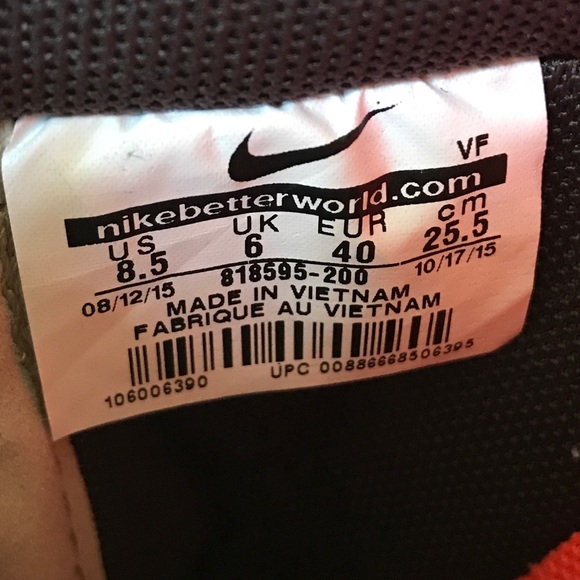 VF
nikebetterworld.com
US UK EUR cm
8.5 6 40 25.5
08/12/15 818595-200 10/17/15
MADE IN VIETNAM
FABRIQUE AU VIETNAM
106006390 UPC 00886668506395